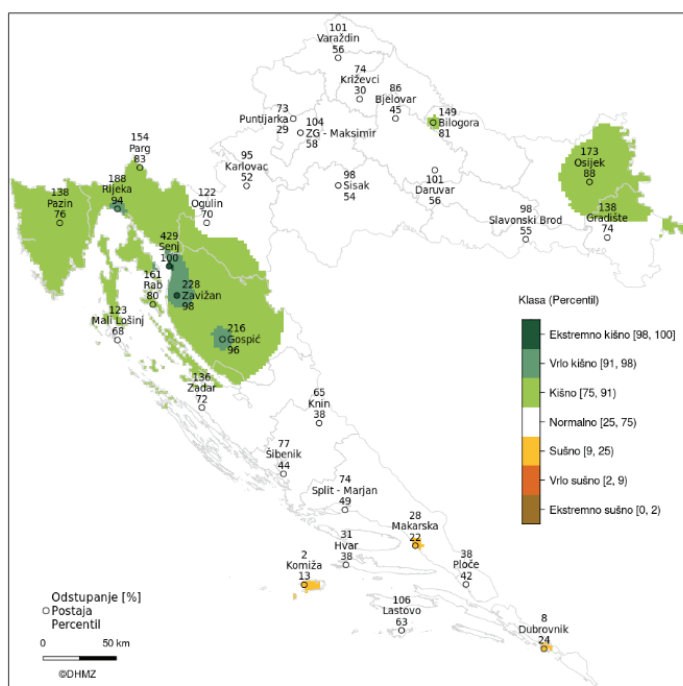 101
Varaždin
56
74
Križevci
30
86
Bjelovar
45
149
Bilogora
81
73
Puntijarka
29
104
ZG - Maksimir
58
154
Parg
83
95
Karlovac
52
98
Sisak
54
101
Daruvar
56
173
Osijek
88
188
Rijeka
94
138
Pazin
76
122
Ogulin
70
98
Slavonski Brod
55
138
Gradište
74
429
Senj
100
161
Rab
80
228
Zavižan
98
123
Mali Lošinj
68
216
Gospić
96
136
Zadar
72
65
Knin
38
77
Šibenik
44
74
Split - Marjan
49
28
Makarska
22
31
Hvar
38
2
Komiža
13
38
Ploče
42
106
Lastovo
63
8
Dubrovnik
24
Klasa (Percentil)
Ekstremno kišno [98, 100]
Vrlo kišno [91, 98)
Kišno [75, 91)
Normalno [25, 75)
Sušno [9, 25)
Vrlo sušno [2, 9)
Ekstremno sušno [0, 2)
Odstupanje [%]
Postaja
Percentil
0 50 km
©DHMZ